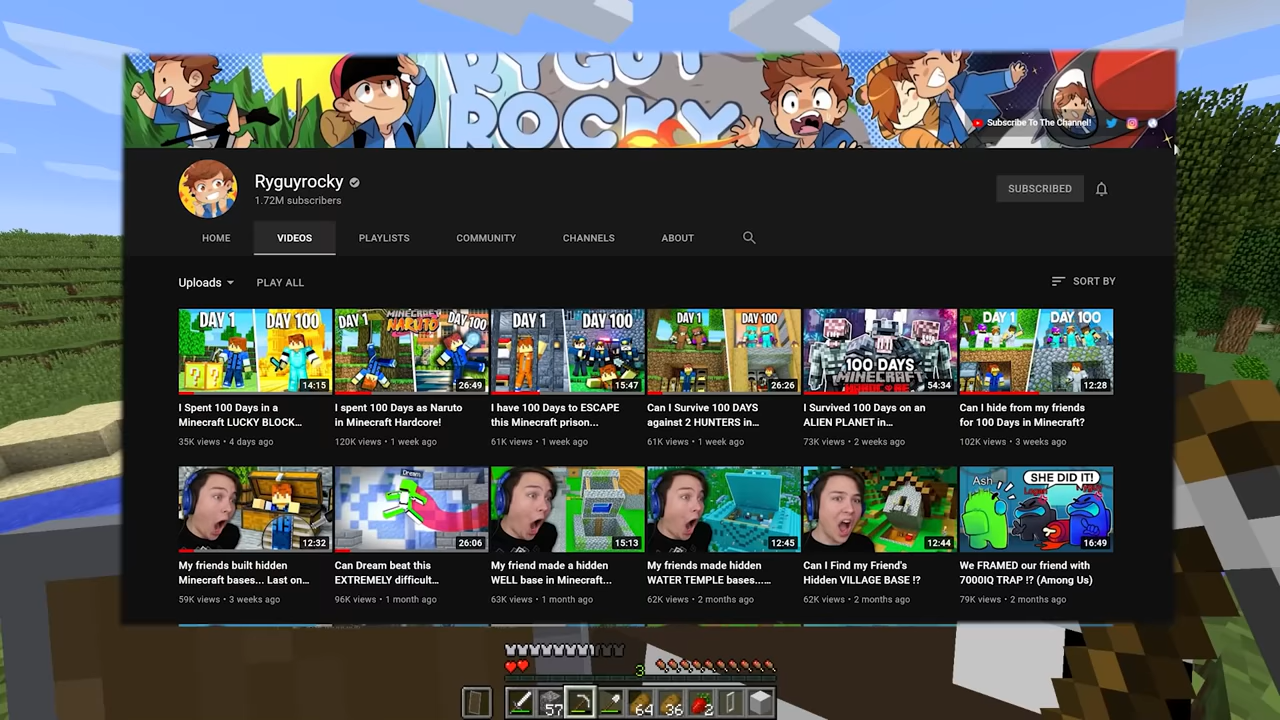 RYGUY
ROCKY
Subscribe To The Channel!
Ryguyrocky
1.72M subscribers
SUBSCRIBED
HOME VIDEOS PLAYLISTS COMMUNITY CHANNELS ABOUT
Uploads PLAY ALL SORT BY
DAY 1 DAY 100
14:15
I Spent 100 Days in a
Minecraft LUCKY BLOCK...
35K views • 4 days ago
MINECRAFT
NARUTO
DAY 1 DAY 100
26:49
I spent 100 Days as Naruto
in Minecraft Hardcore!
120K views • 1 week ago
DAY 1 DAY 100
15:47
I have 100 Days to ESCAPE
this Minecraft prison...
61K views • 1 week ago
DAY 1 DAY 100
26:26
Can I Survive 100 DAYS
against 2 HUNTERS in...
61K views • 1 week ago
100 DAYS
MINECRAFT
HARDCORE
54:34
I Survived 100 Days on an
ALIEN PLANET in...
73K views • 2 weeks ago
DAY 1 DAY 100
12:28
Can I hide from my friends
for 100 Days in Minecraft?
102K views • 3 weeks ago
12:32
My friends built hidden
Minecraft bases... Last on...
59K views • 3 weeks ago
Dream
26:06
Can Dream beat this
EXTREMELY difficult...
96K views • 1 month ago
15:13
My friend made a hidden
WELL base in Minecraft...
63K views • 1 month ago
12:45
My friends made hidden
WATER TEMPLE bases......
62K views • 2 months ago
12:44
Can I Find my Friend's
Hidden VILLAGE BASE !?
62K views • 2 months ago
SHE DID IT!
Ash
16:49
We FRAMED our friend with
7000IQ TRAP !? (Among Us)
79K views • 2 months ago
3
57 64 36 2